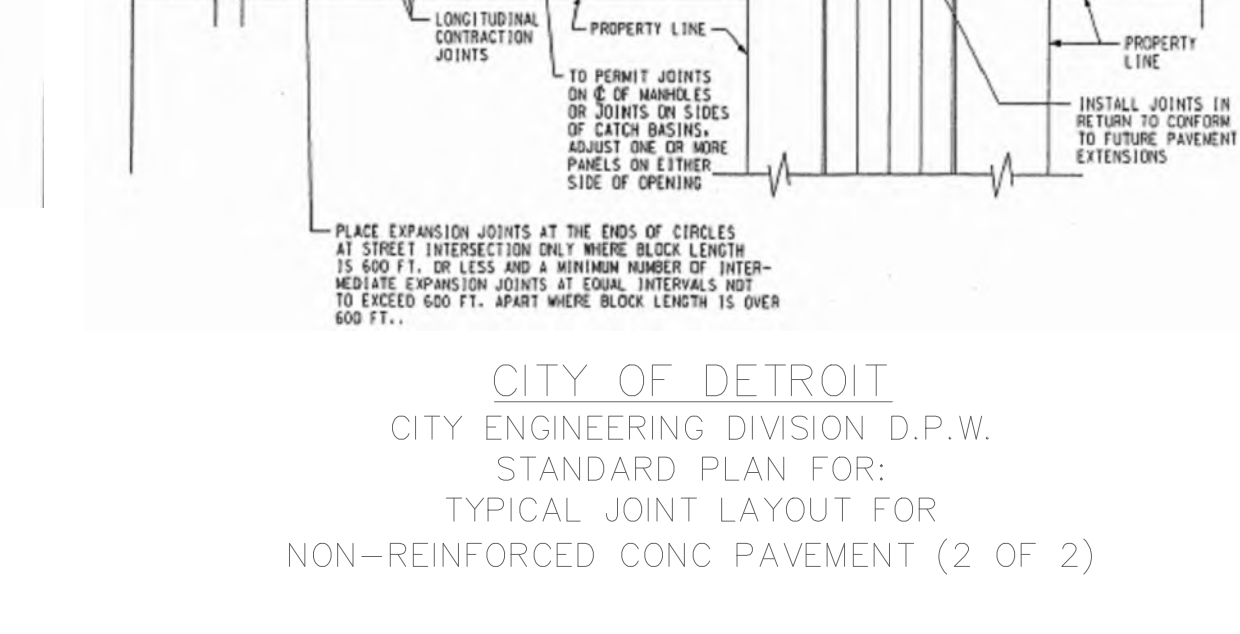 LONGITUDINAL
CONTRACTION
JOINTS
PROPERTY LINE
PROPERTY
LINE
TO PERMIT JOINTS
ON ℄ OF MANHOLES
OR JOINTS ON SIDES
OF CATCH BASINS,
ADJUST ONE OR MORE
PANELS ON EITHER
SIDE OF OPENING
INSTALL JOINTS IN
RETURN TO CONFORM
TO FUTURE PAVEMENT
EXTENSIONS
PLACE EXPANSION JOINTS AT THE ENDS OF CIRCLES
AT STREET INTERSECTION ONLY WHERE BLOCK LENGTH
IS 600 FT. OR LESS AND A MINIMUM NUMBER OF INTER-
MEDIATE EXPANSION JOINTS AT EQUAL INTERVALS NOT
TO EXCEED 600 FT. APART WHERE BLOCK LENGTH IS OVER
600 FT..
CITY OF DETROIT
CITY ENGINEERING DIVISION D.P.W.
STANDARD PLAN FOR:
TYPICAL JOINT LAYOUT FOR
NON-REINFORCED CONC PAVEMENT (2 OF 2)